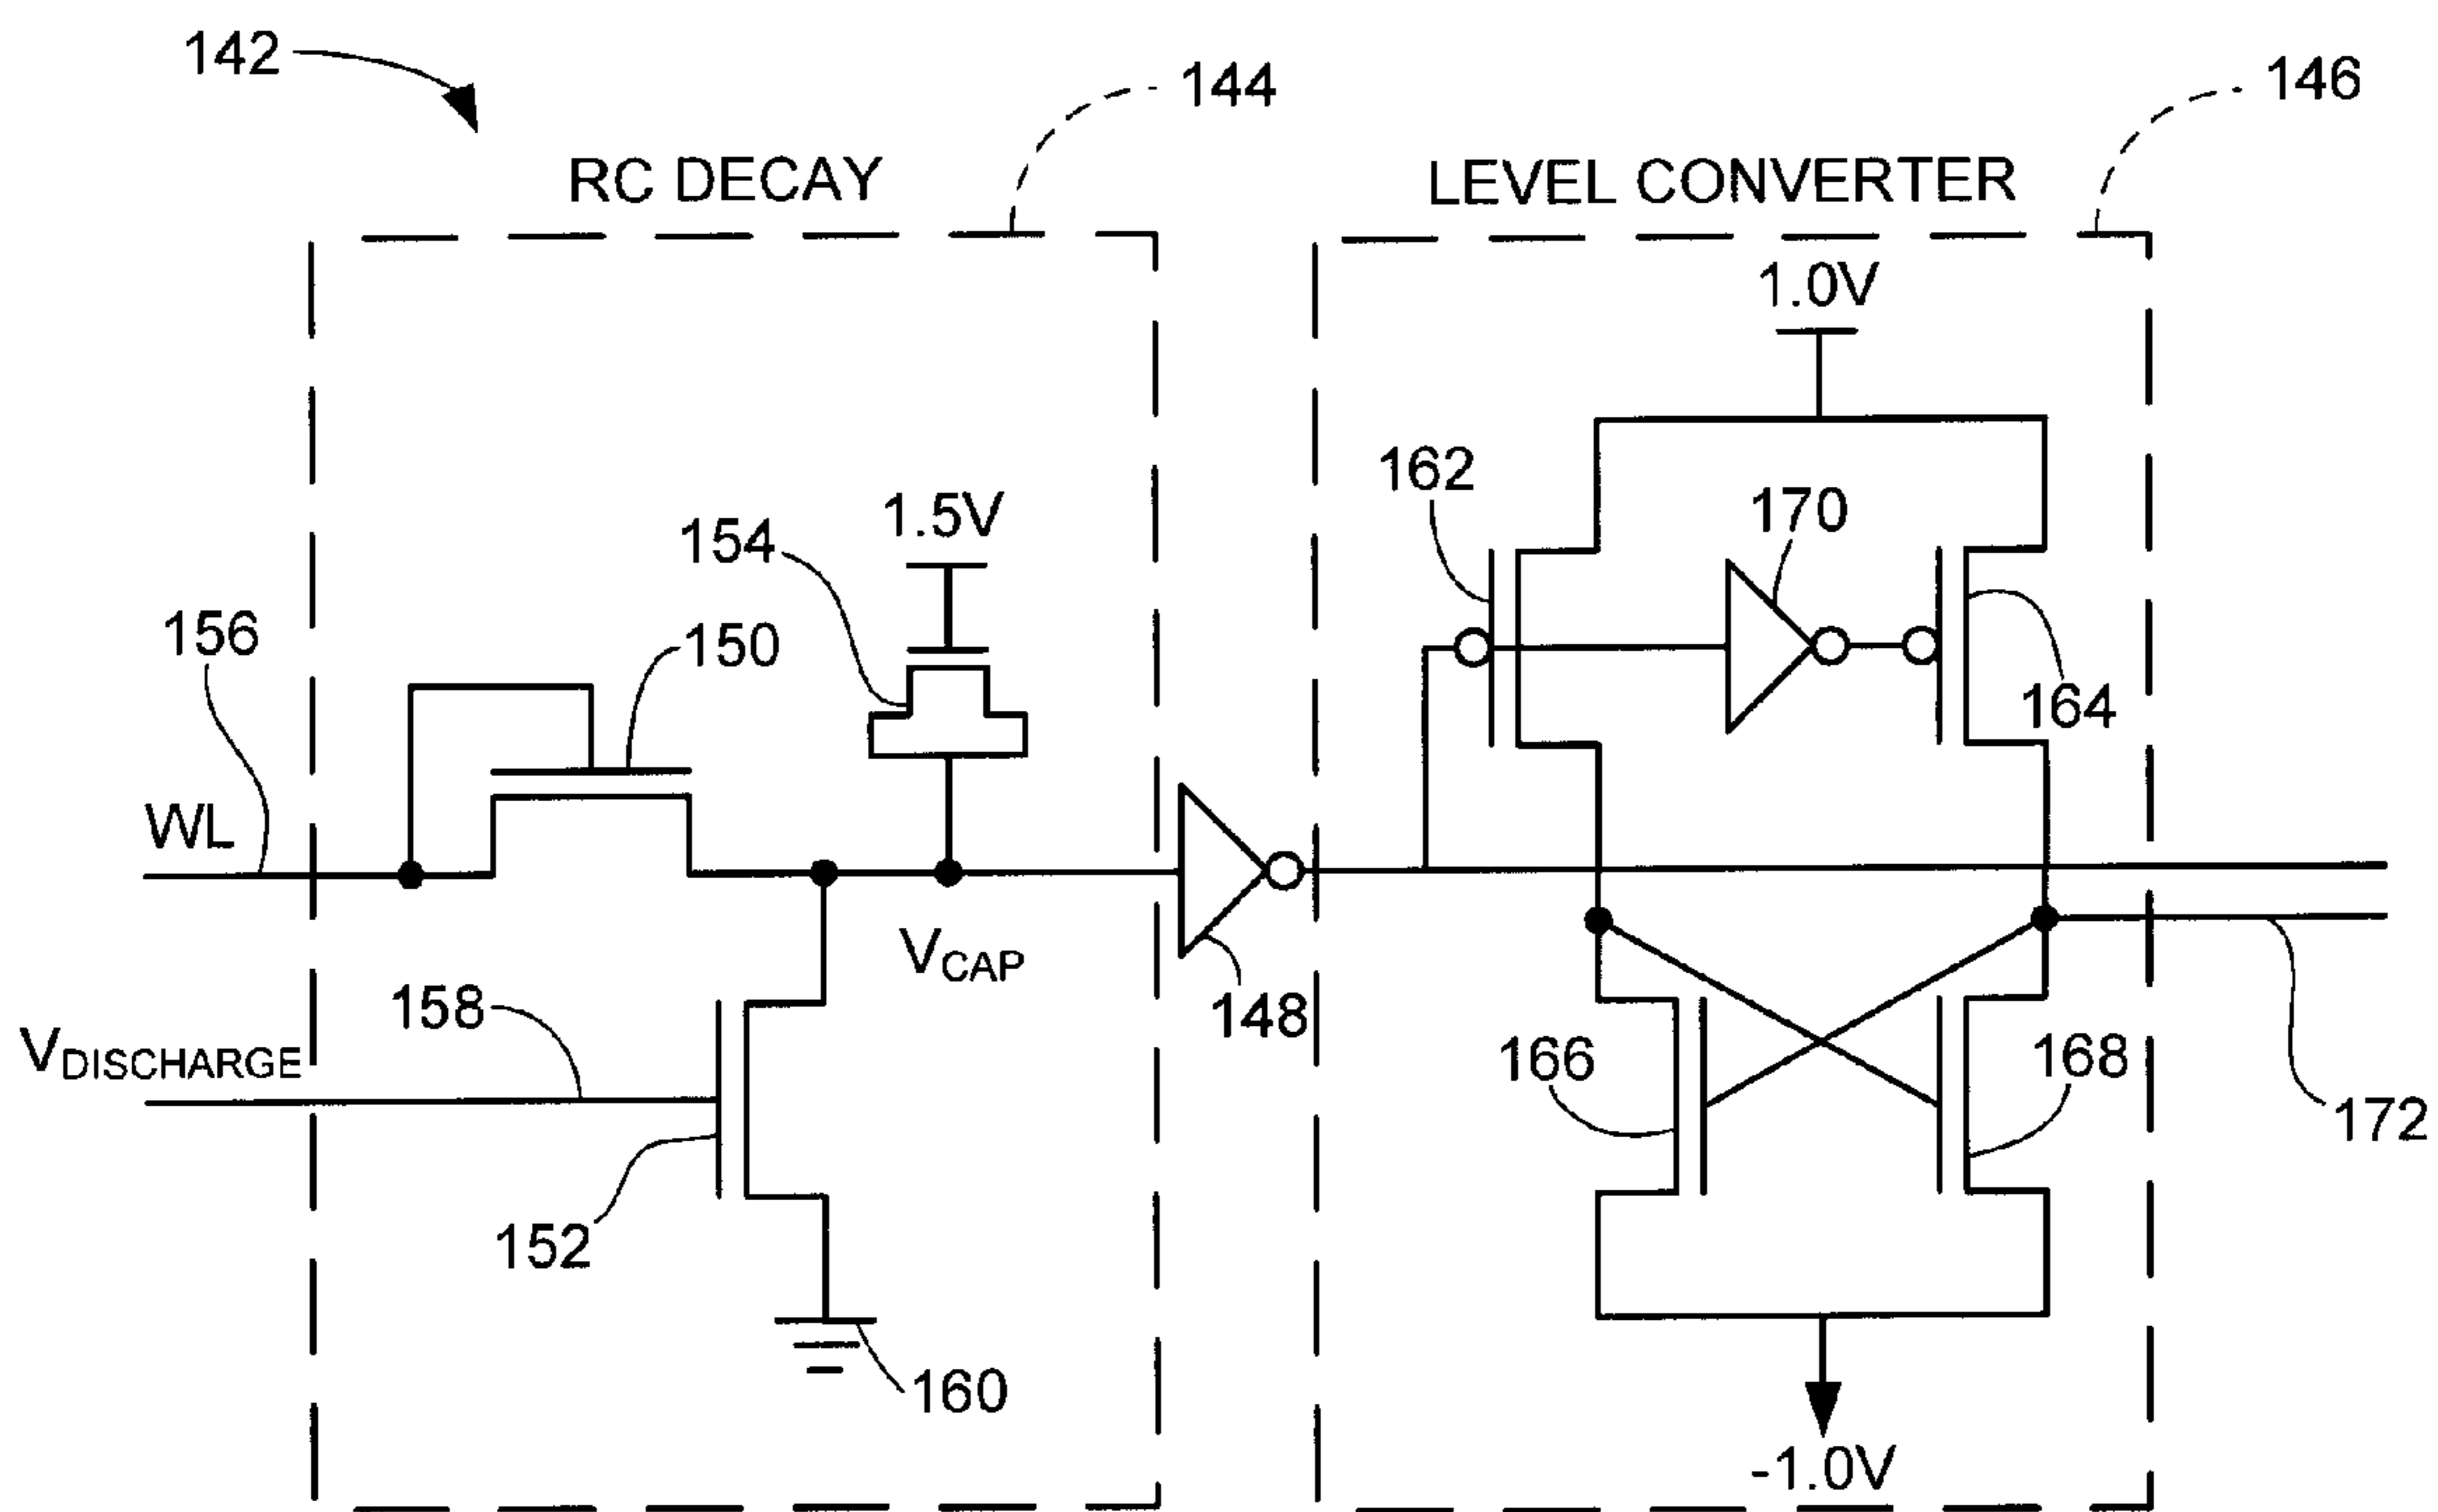 142
144
146
RC DECAY
LEVEL CONVERTER
1.0V
162
1.5V
170
154
156
150
164
WL
VCAP
158
148
VDISCHARGE
166
168
172
152
160
-1.0V